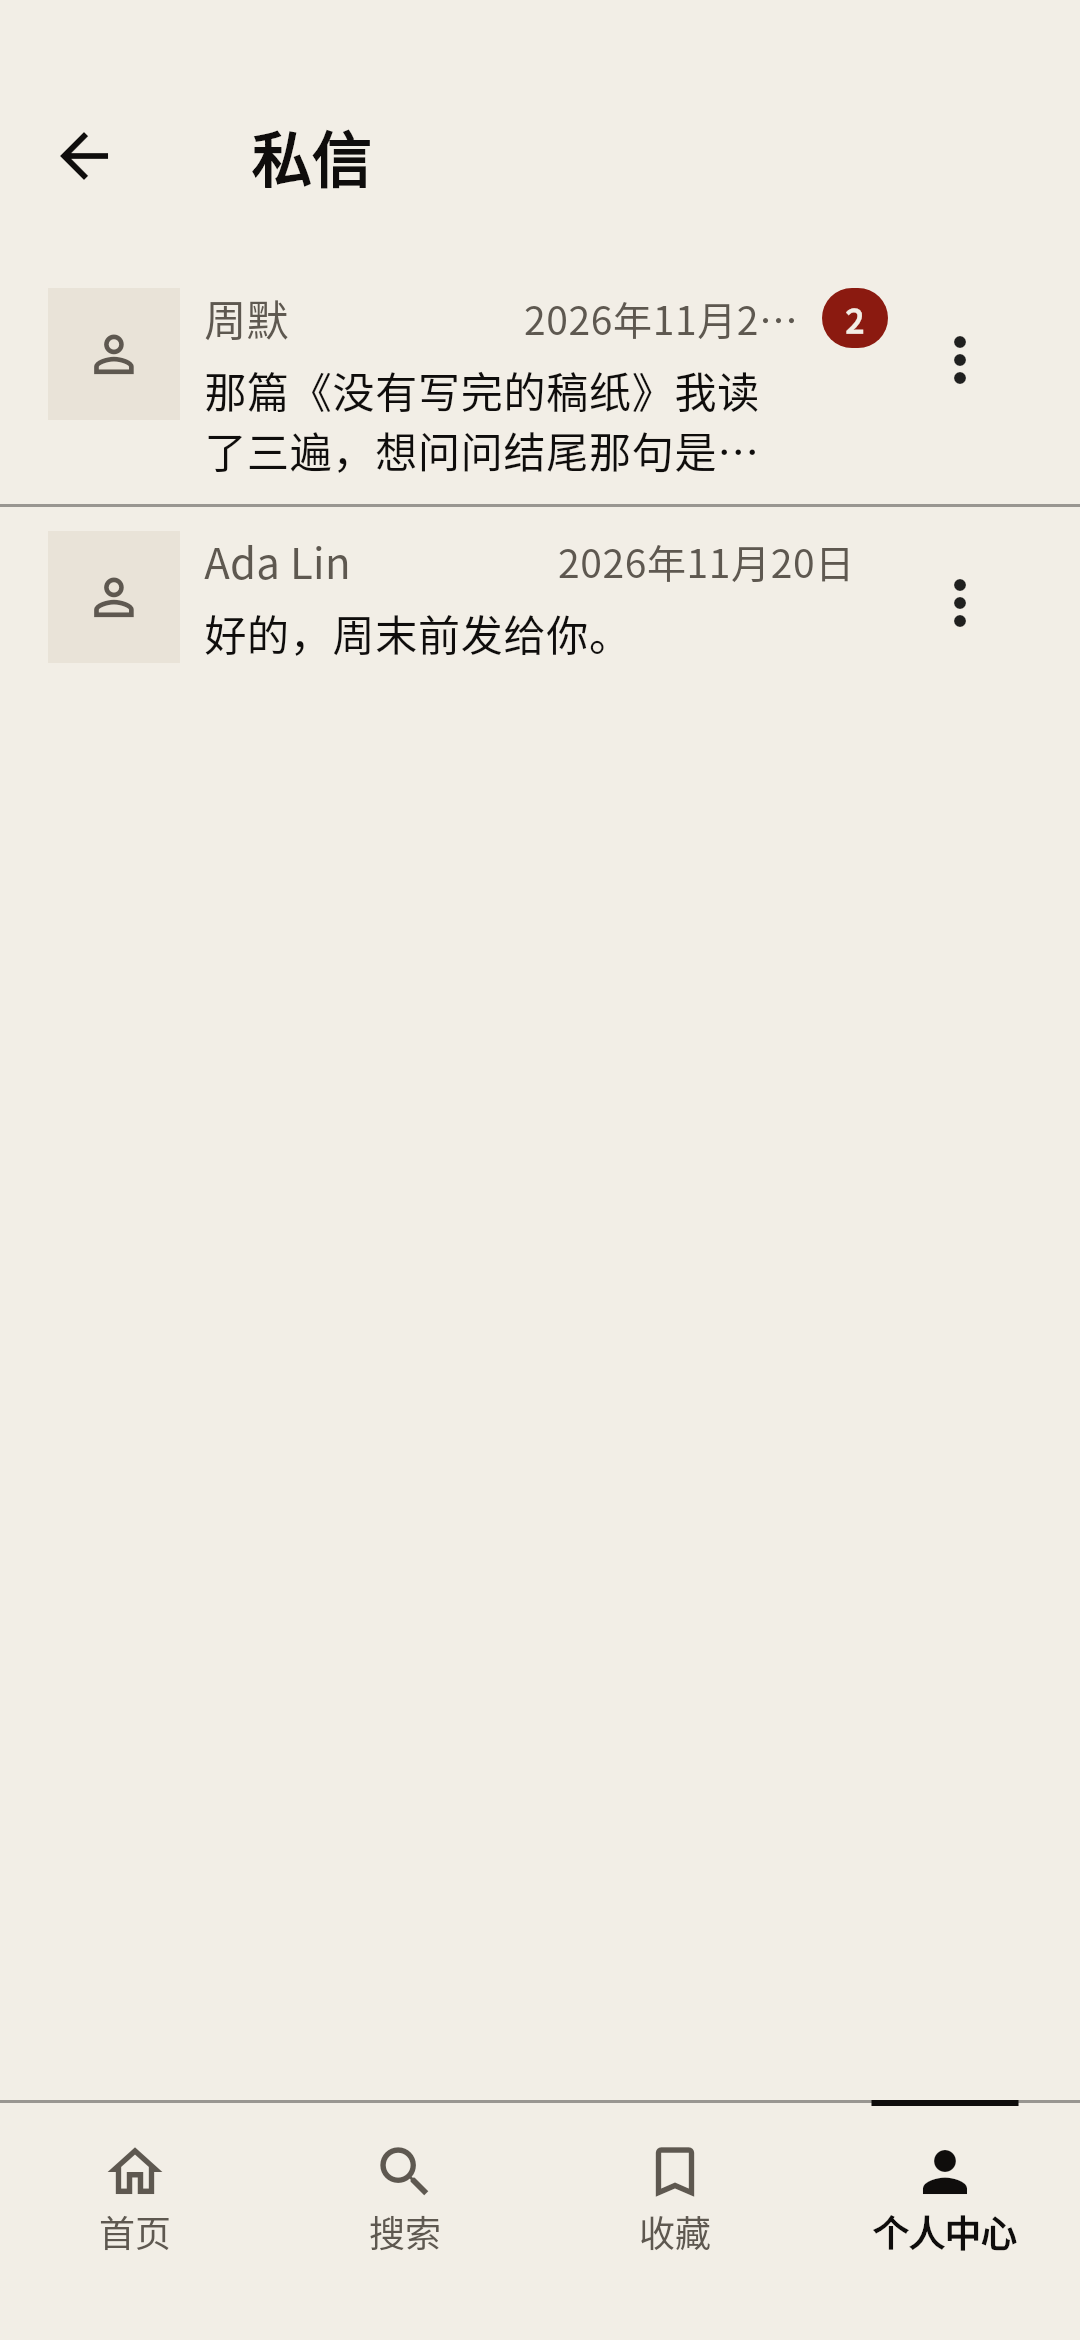 私信
周默 2026年11月2… 2
那篇《没有写完的稿纸》我读
了三遍，想问问结尾那句是…
Ada Lin 2026年11月20日
好的，周末前发给你。
首页 搜索 收藏 个人中心